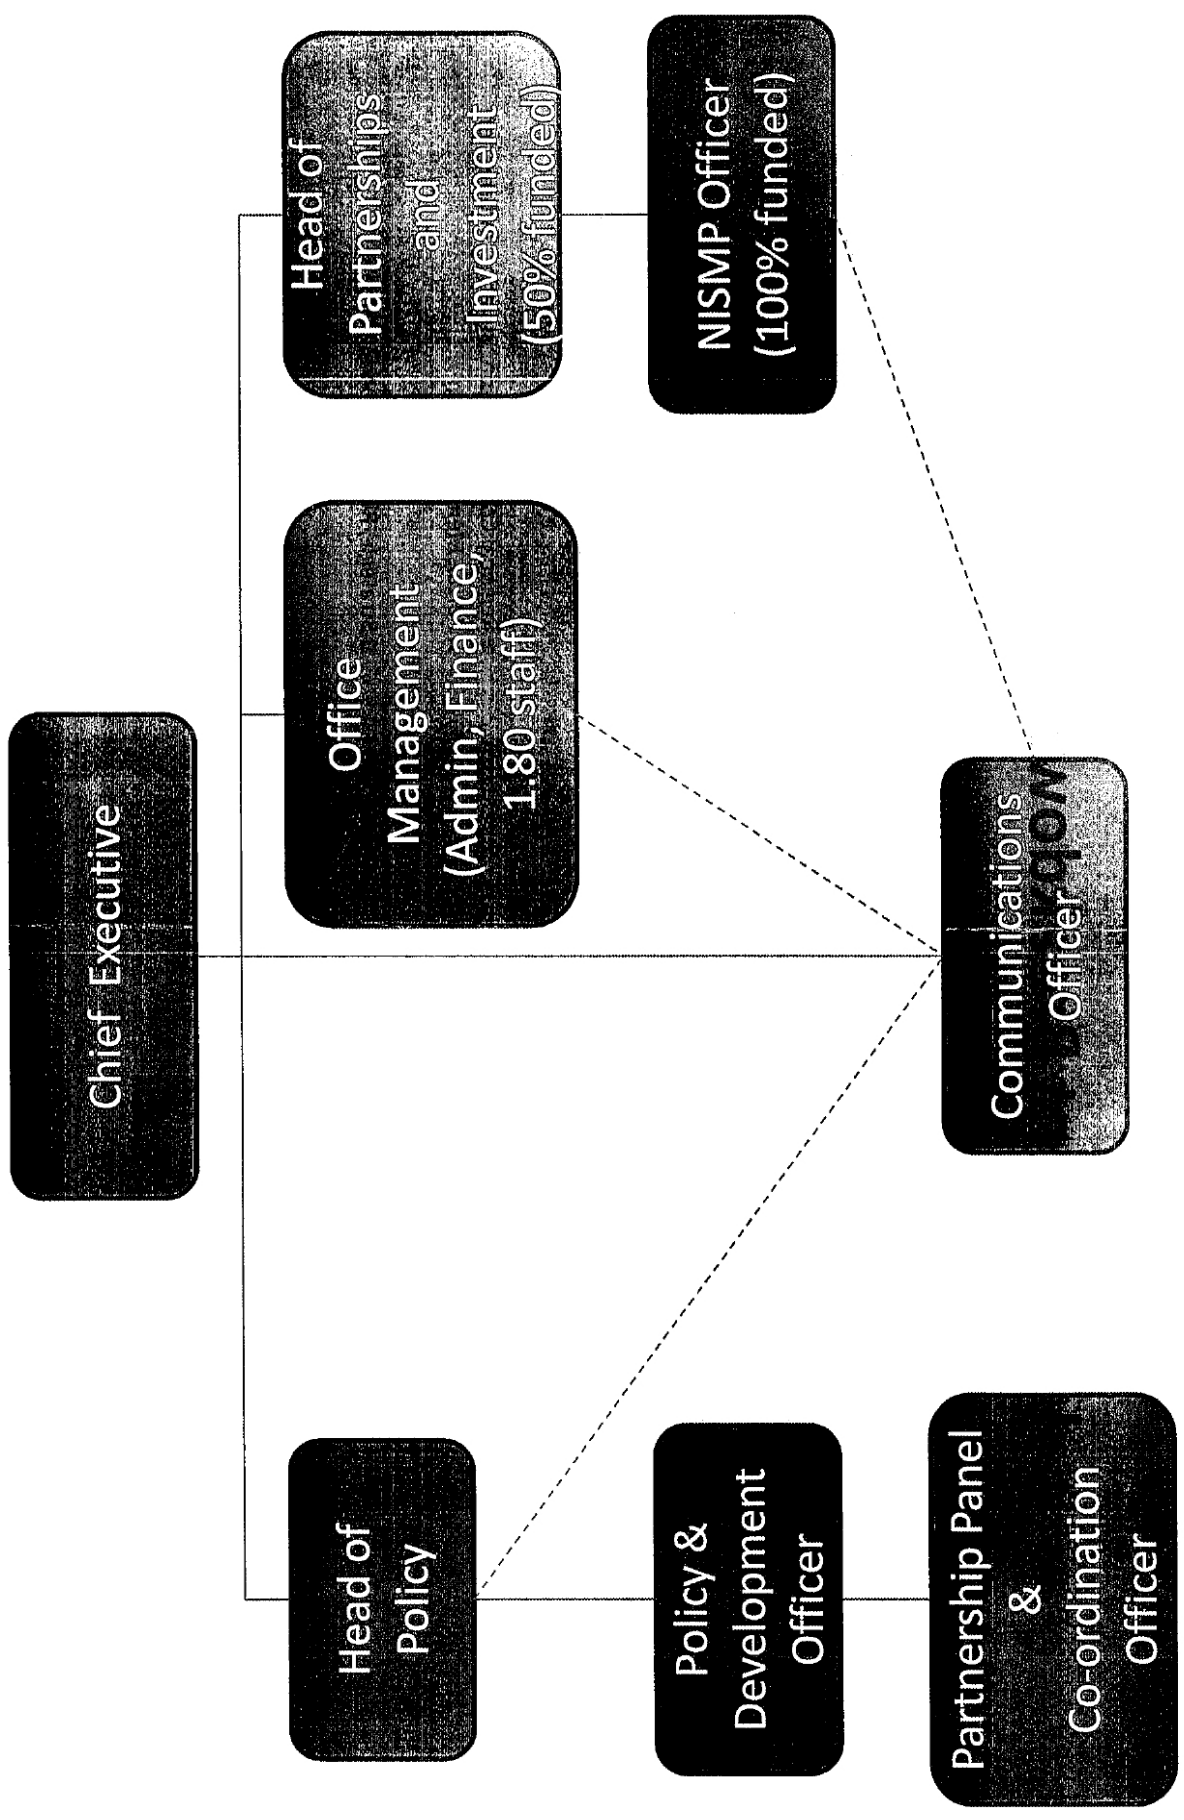 Chief Executive
Head of
Policy
Office
Management
(Admin, Finance,
1.80 staff)
Head of
Partnerships
and
Investment
(50% funded)
Policy &
Development
Officer
NISMP Officer
(100% funded)
Partnership Panel
&
Co-ordination
Officer
Communications
Officer